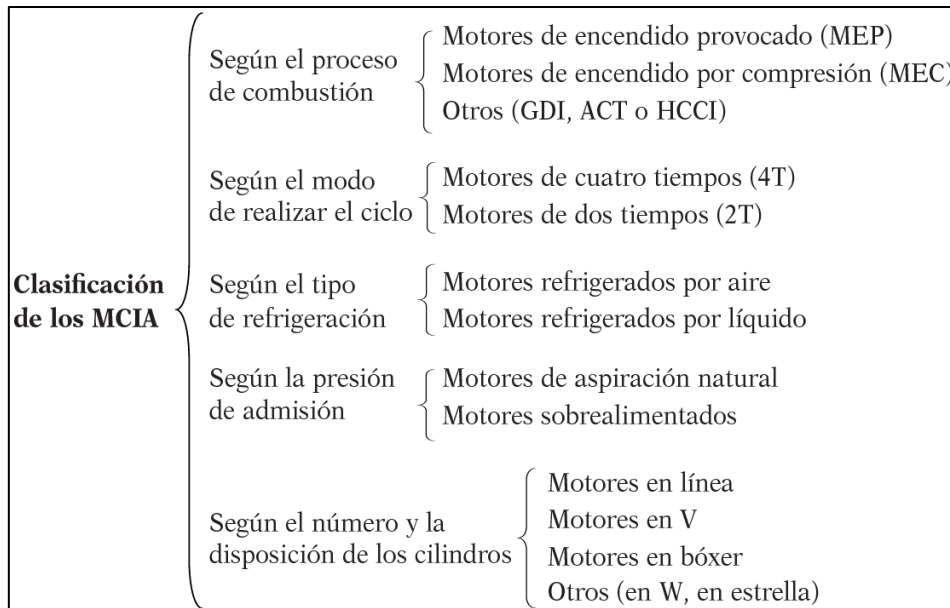 Clasificación
de los MCIA
Según el proceso
de combustión
Motores de encendido provocado (MEP)
Motores de encendido por compresión (MEC)
Otros (GDI, ACT o HCCI)
Según el modo
de realizar el ciclo
Motores de cuatro tiempos (4T)
Motores de dos tiempos (2T)
Según el tipo
de refrigeración
Motores refrigerados por aire
Motores refrigerados por líquido
Según la presión
de admisión
Motores de aspiración natural
Motores sobrealimentados
Según el número y la
disposición de los cilindros
Motores en línea
Motores en V
Motores en bóxer
Otros (en W, en estrella)